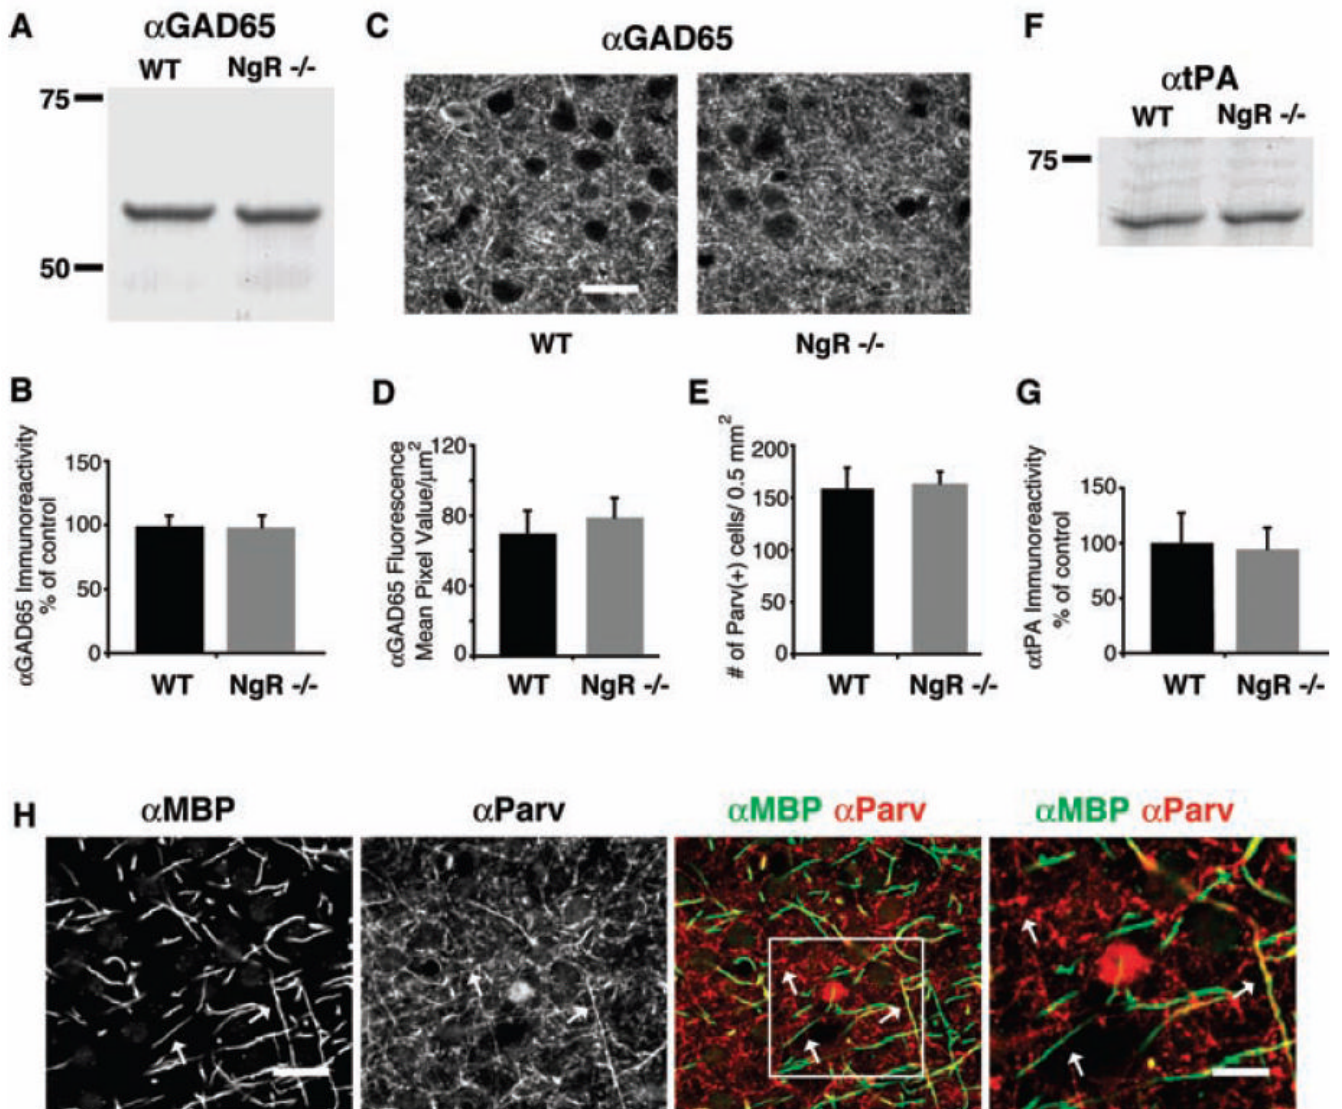 A
αGAD65
WT NgR -/-
75
50
C
αGAD65
WT
NgR -/-
F
αtPA
WT NgR -/-
75
B
αGAD65 Immunoreactivity
% of control
150
100
50
0
WT NgR -/-
D
αGAD65 Fluorescence
Mean Pixel Value/µm²
120
80
40
0
WT NgR -/-
E
# of Parv(+) cells/ 0.5 mm²
200
150
100
50
0
WT NgR -/-
G
αtPA Immunoreactivity
% of control
150
100
50
0
WT NgR -/-
H
αMBP
αParv
αMBP αParv
αMBP αParv